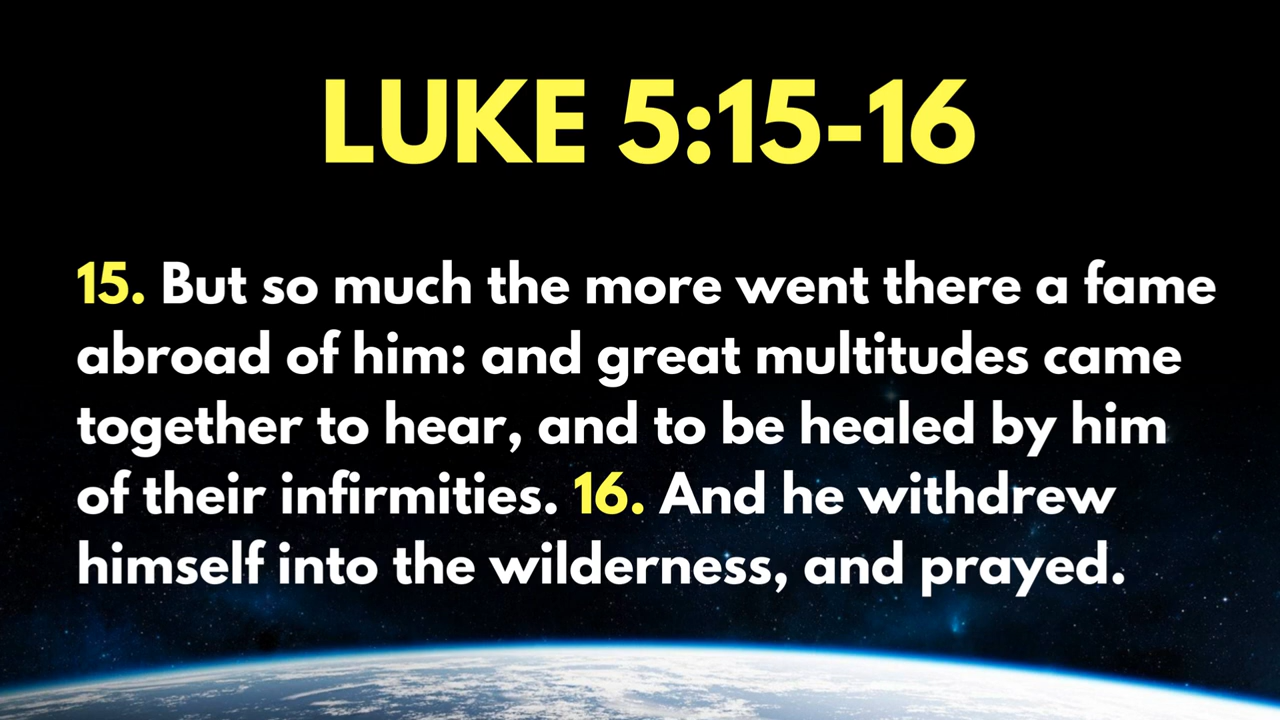 LUKE 5:15-16
15. But so much the more went there a fame
abroad of him: and great multitudes came
together to hear, and to be healed by him
of their infirmities. 16. And he withdrew
himself into the wilderness, and prayed.